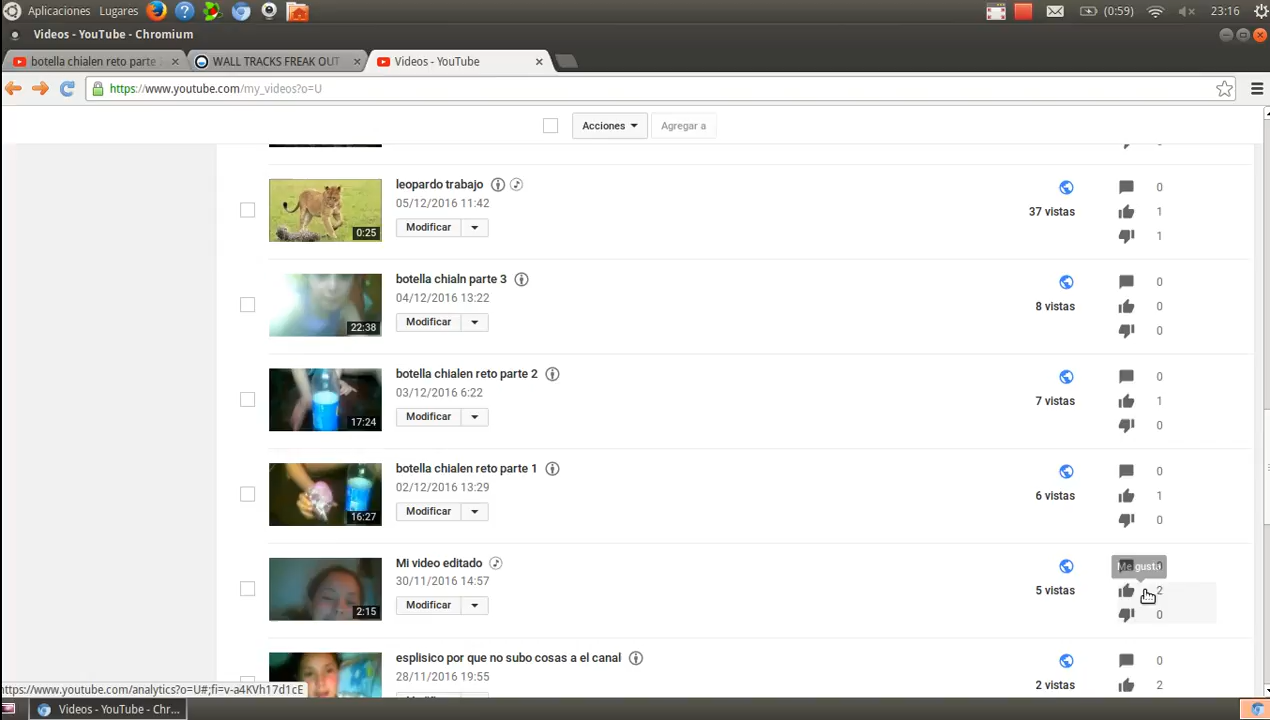 Aplicaciones Lugares (0:59) 23:16
Videos - YouTube - Chromium
botella chialen reto parte WALL TRACKS FREAK OUT Videos - YouTube
https://www.youtube.com/my_videos?o=U
Acciones Agregar a
leopardo trabajo
05/12/2016 11:42
Modificar
0:25
37 vistas
0
1
1
botella chialn parte 3
04/12/2016 13:22
Modificar
22:38
8 vistas
0
0
0
botella chialen reto parte 2
03/12/2016 6:22
Modificar
17:24
7 vistas
0
1
0
botella chialen reto parte 1
02/12/2016 13:29
Modificar
16:27
6 vistas
0
1
0
Mi video editado
30/11/2016 14:57
Modificar
2:15
5 vistas
Me gusta
2
0
esplisico por que no subo cosas a el canal
28/11/2016 19:55
2 vistas
0
2
https://www.youtube.com/analytics?o=U#;fi=v-a4KVh17d1cE
Videos - YouTube - Chr...